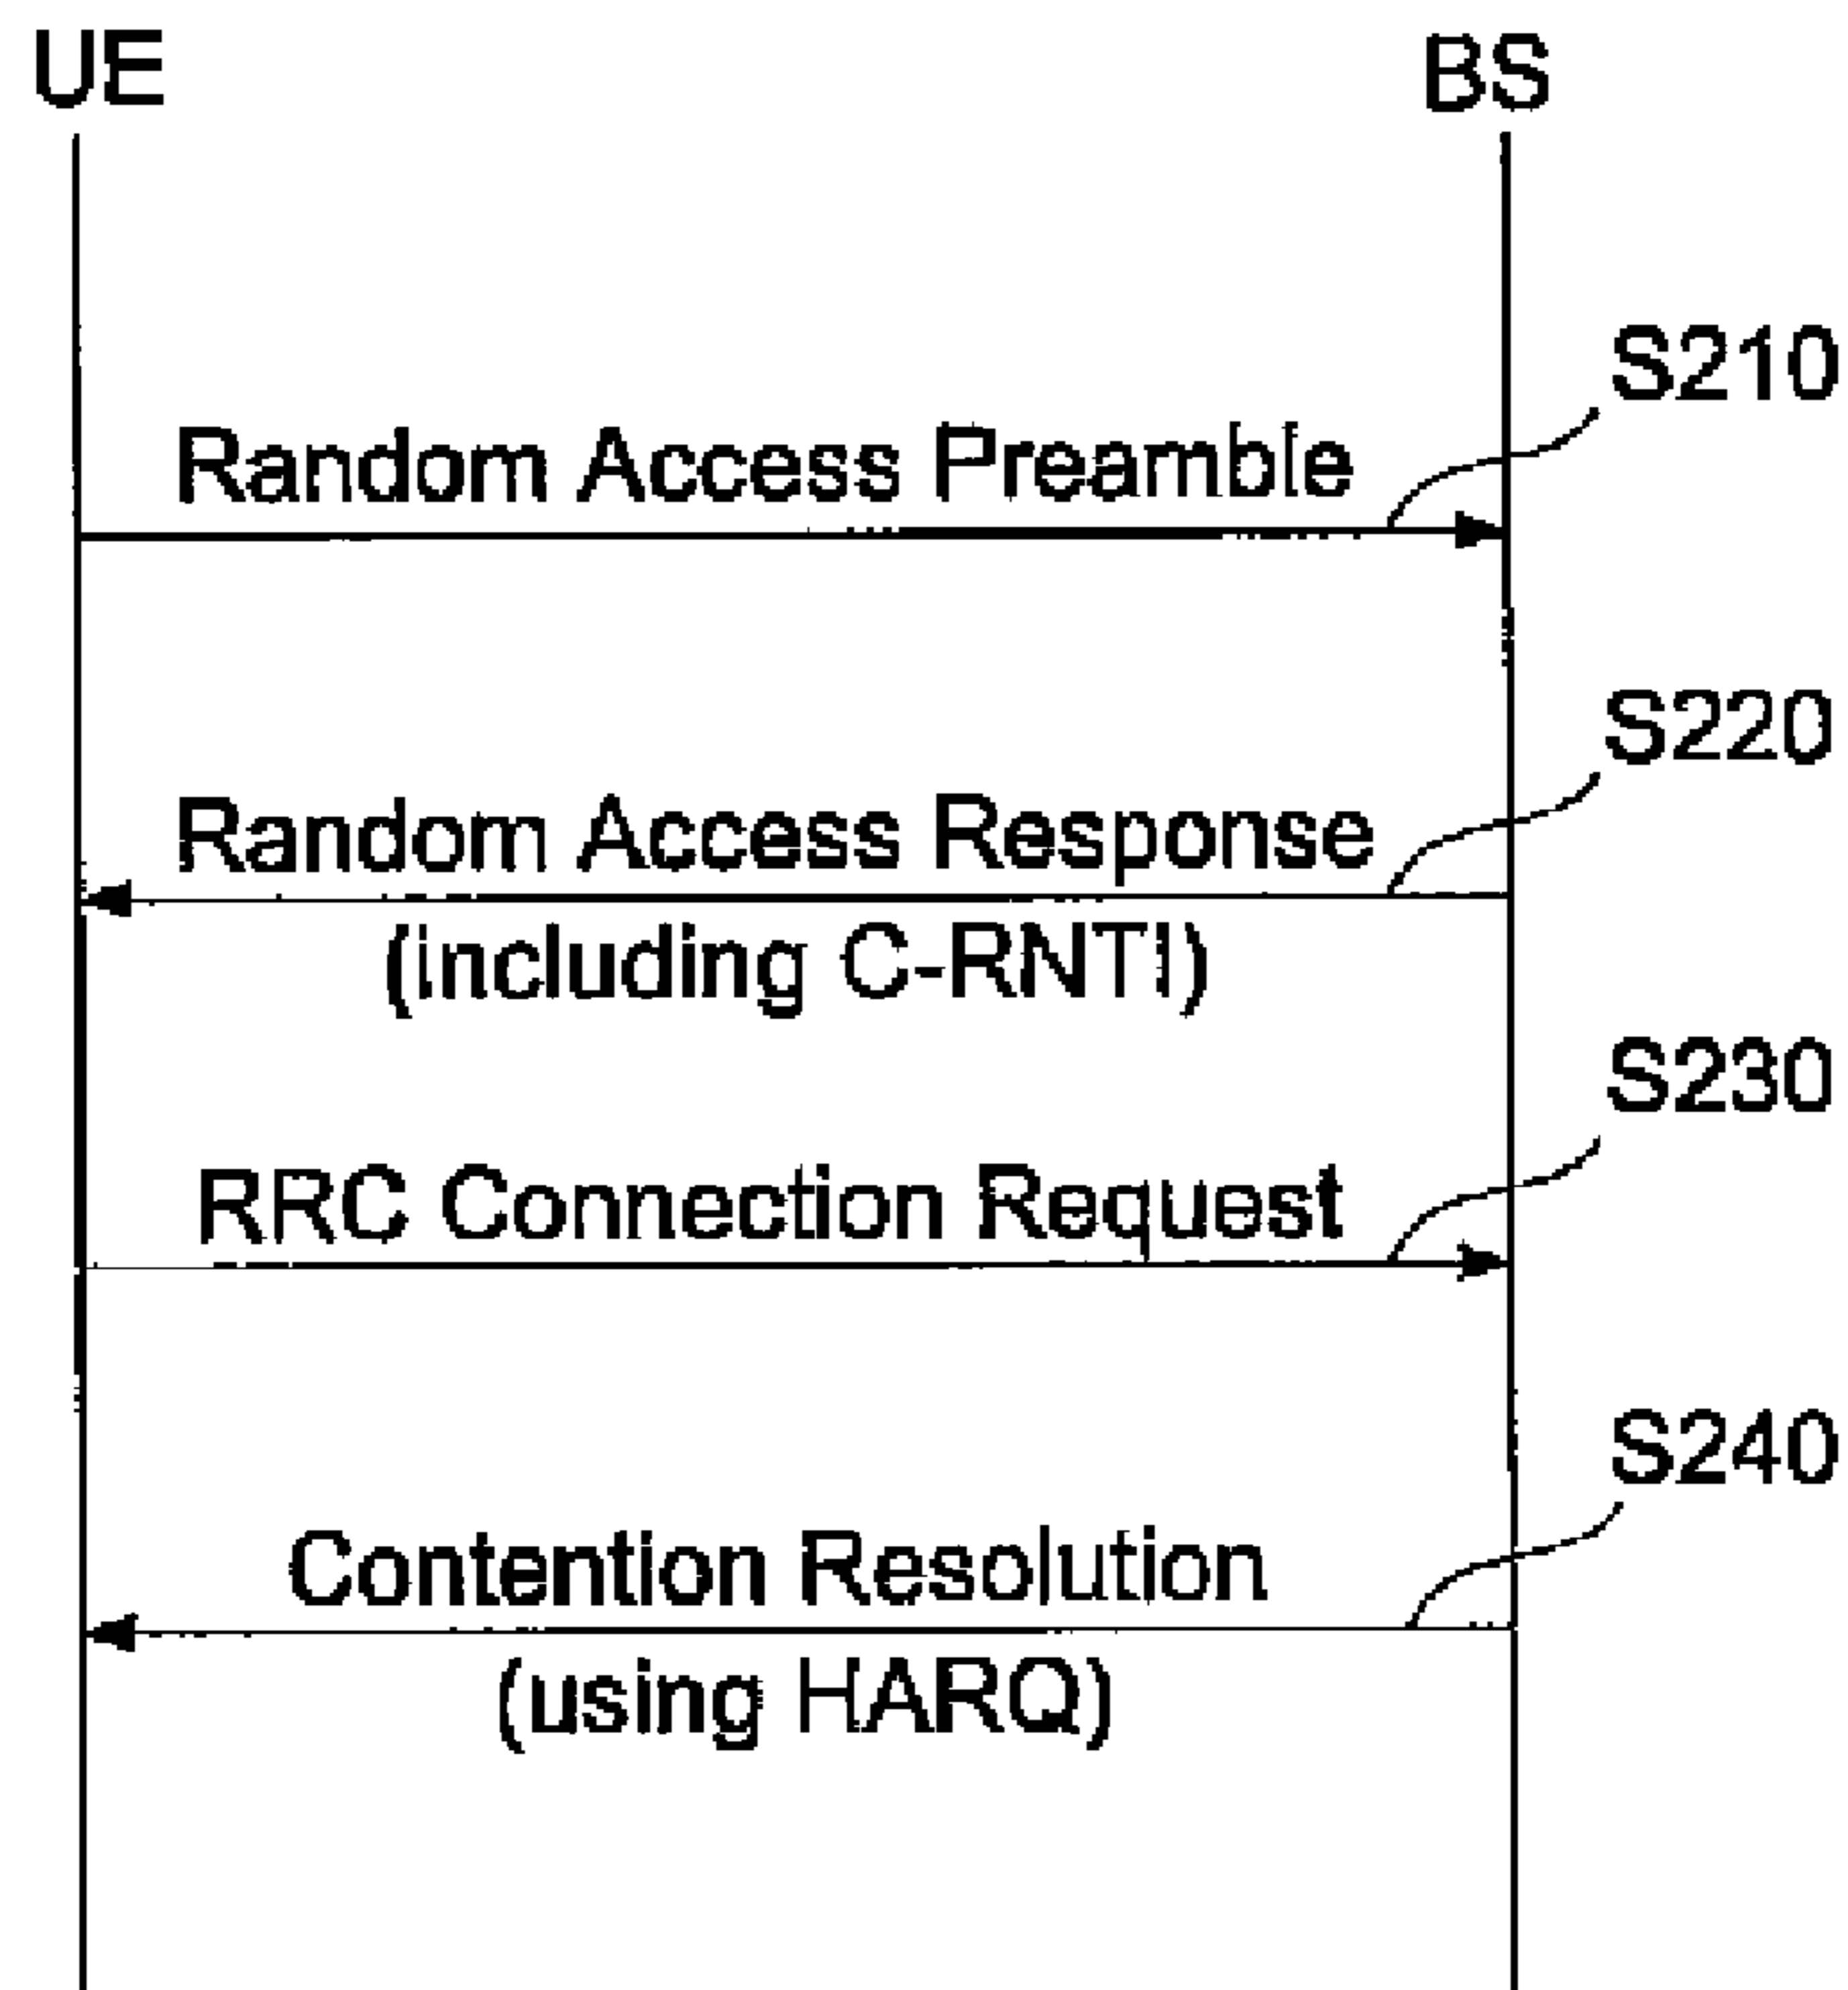 UE BS
S210
Random Access Preamble
S220
Random Access Response
(including C-RNTI)
S230
RRC Connection Request
S240
Contention Resolution
(using HARQ)